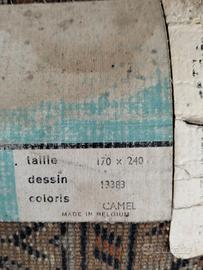 taille 170 x 240
dessin 13383
coloris CAMEL
MADE IN BELGIUM